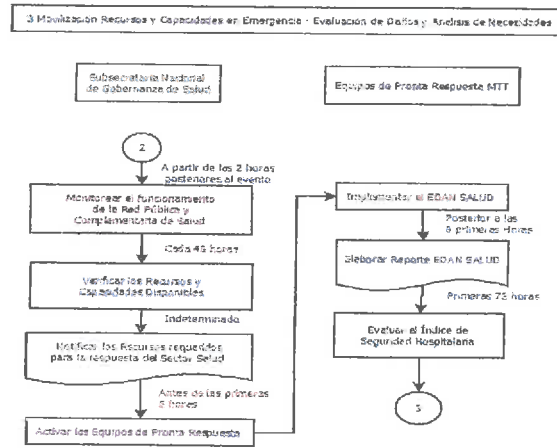 3 Movilización Recursos y Capacidades en Emergencia - Evaluación de Daños y Análisis de Necesidades
Subsecretaría Nacional
de Gobernanza de Salud
Equipos de Pronta Respuesta MTT
2
A partir de las 2 horas
posteriores al evento
Monitorear el funcionamiento
de la Red Pública y
Complementaria de Salud
Cada 48 horas
Verificar los Recursos y
Capacidades Disponibles
Indeterminado
Notificar los Recursos requeridos
para la respuesta del Sector Salud
Antes de las primeras
horas
Activar los Equipos de Pronta Respuesta
Implementar el EDAN SALUD
Posterior a las
8 primeras Horas
Elaborar Reporte EDAN SALUD
Primeras 72 horas
Evaluar el Índice de
Seguridad Hospitalaria